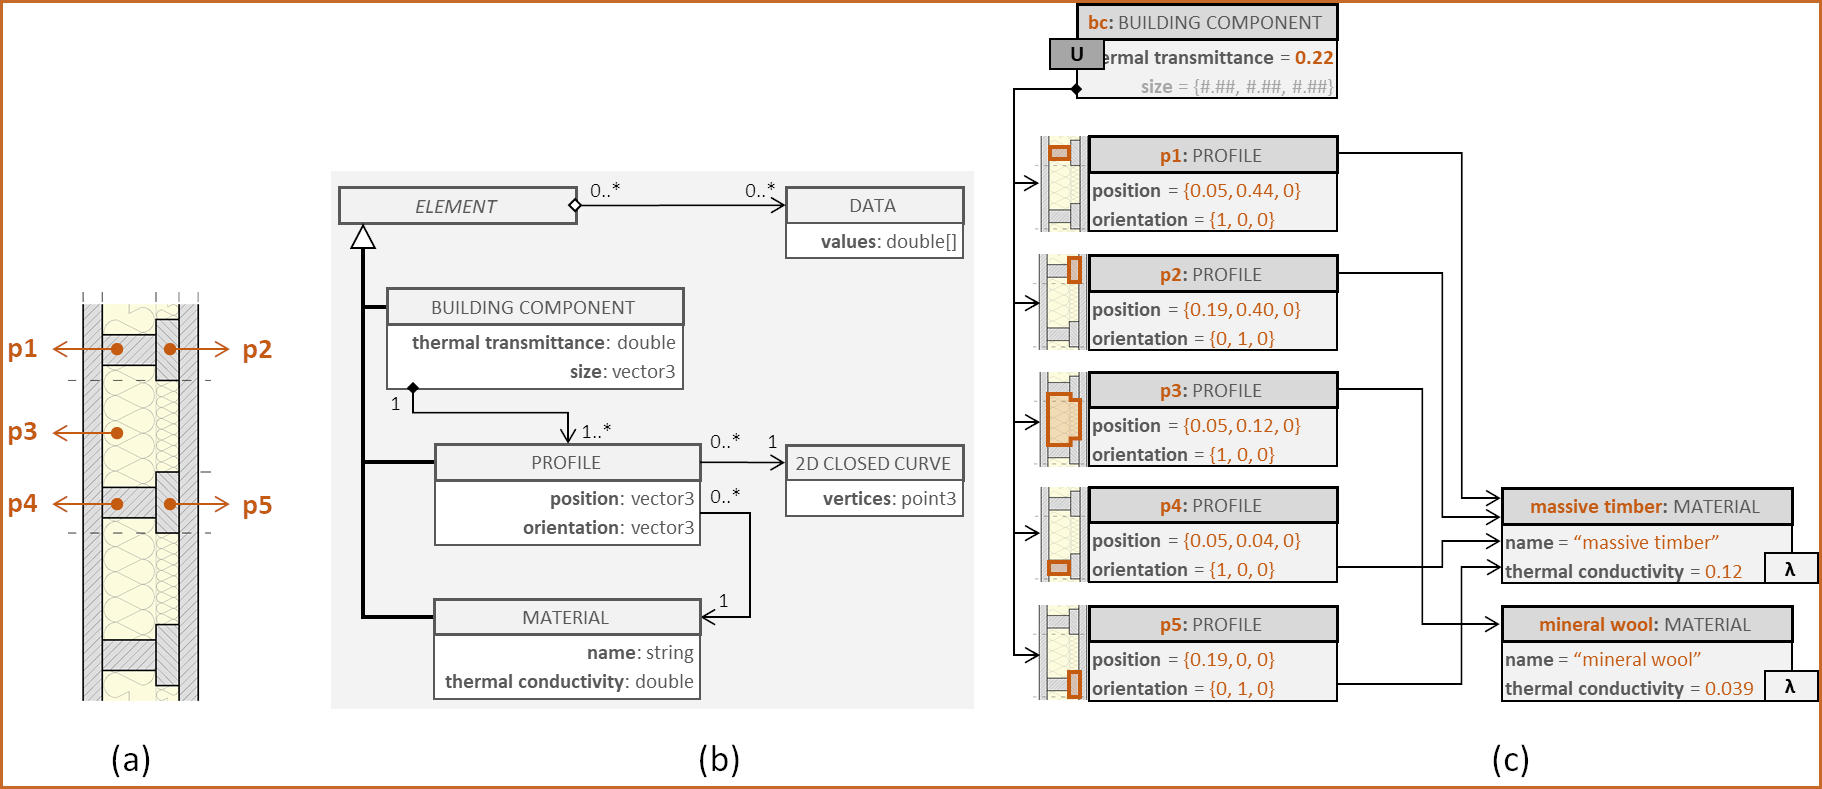 p1
p2
p3
p4
p5
(a)
ELEMENT
0..*
0..*
DATA
values: double[]
BUILDING COMPONENT
thermal transmittance: double
size: vector3
1
1..*
PROFILE
position: vector3
orientation: vector3
0..*
1
2D CLOSED CURVE
vertices: point3
0..*
1
MATERIAL
name: string
thermal conductivity: double
(b)
bc: BUILDING COMPONENT
U
ermal transmittance = 0.22
size = {#.##, #.##, #.##}
p1: PROFILE
position = {0.05, 0.44, 0}
orientation = {1, 0, 0}
p2: PROFILE
position = {0.19, 0.40, 0}
orientation = {0, 1, 0}
p3: PROFILE
position = {0.05, 0.12, 0}
orientation = {1, 0, 0}
p4: PROFILE
position = {0.05, 0.04, 0}
orientation = {1, 0, 0}
p5: PROFILE
position = {0.19, 0, 0}
orientation = {0, 1, 0}
massive timber: MATERIAL
name = “massive timber”
thermal conductivity = 0.12
λ
mineral wool: MATERIAL
name = “mineral wool”
thermal conductivity = 0.039
λ
(c)